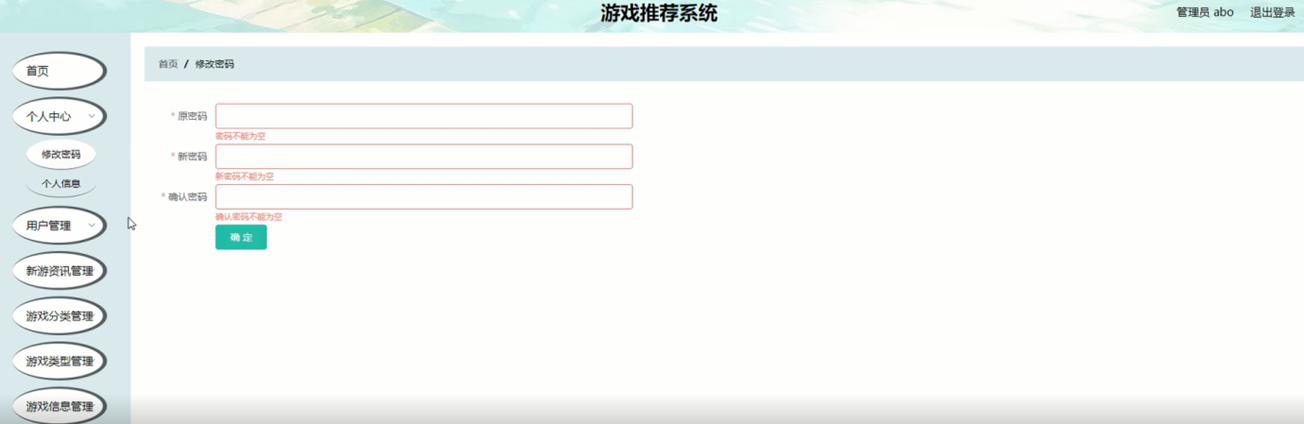 游戏推荐系统
管理员 abo 退出登录
首页
个人中心
修改密码
个人信息
用户管理
新游资讯管理
游戏分类管理
游戏类型管理
游戏信息管理
首页 / 修改密码
* 原密码
密码不能为空
* 新密码
新密码不能为空
* 确认密码
确认密码不能为空
确定